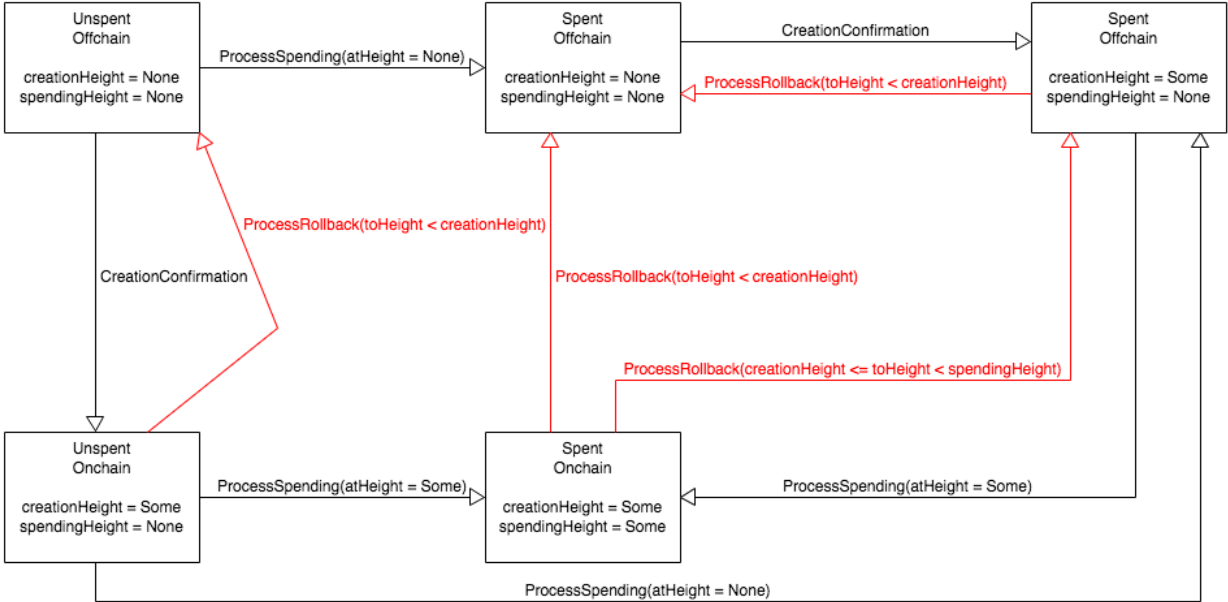 Unspent
Offchain
creationHeight = None
spendingHeight = None
ProcessSpending(atHeight = None)
Spent
Offchain
creationHeight = None
spendingHeight = None
CreationConfirmation
ProcessRollback(toHeight < creationHeight)
Spent
Offchain
creationHeight = Some
spendingHeight = None
ProcessRollback(toHeight < creationHeight)
CreationConfirmation
ProcessRollback(toHeight < creationHeight)
ProcessRollback(creationHeight <= toHeight < spendingHeight)
Unspent
Onchain
creationHeight = Some
spendingHeight = None
ProcessSpending(atHeight = Some)
Spent
Onchain
creationHeight = Some
spendingHeight = Some
ProcessSpending(atHeight = Some)
ProcessSpending(atHeight = None)